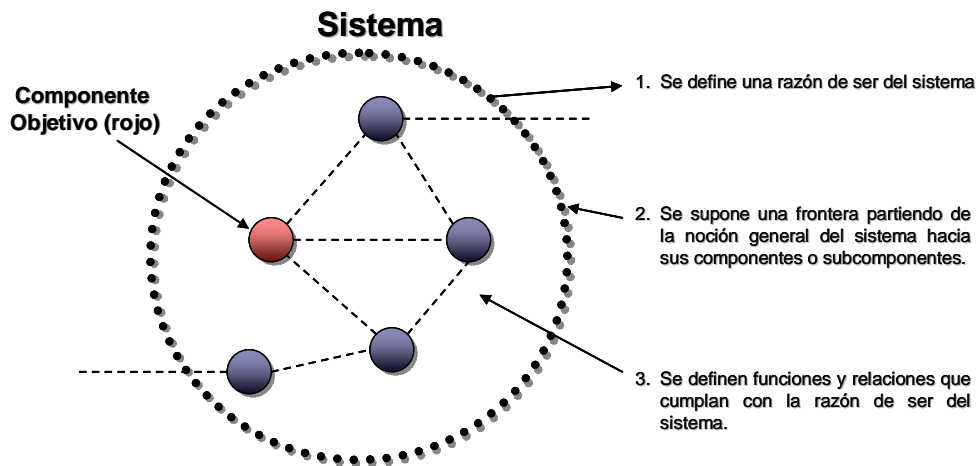 Sistema
Componente
Objetivo (rojo)
1. Se define una razón de ser del sistema
2. Se supone una frontera partiendo de
la noción general del sistema hacia
sus componentes o subcomponentes.
3. Se definen funciones y relaciones que
cumplan con la razón de ser del
sistema.